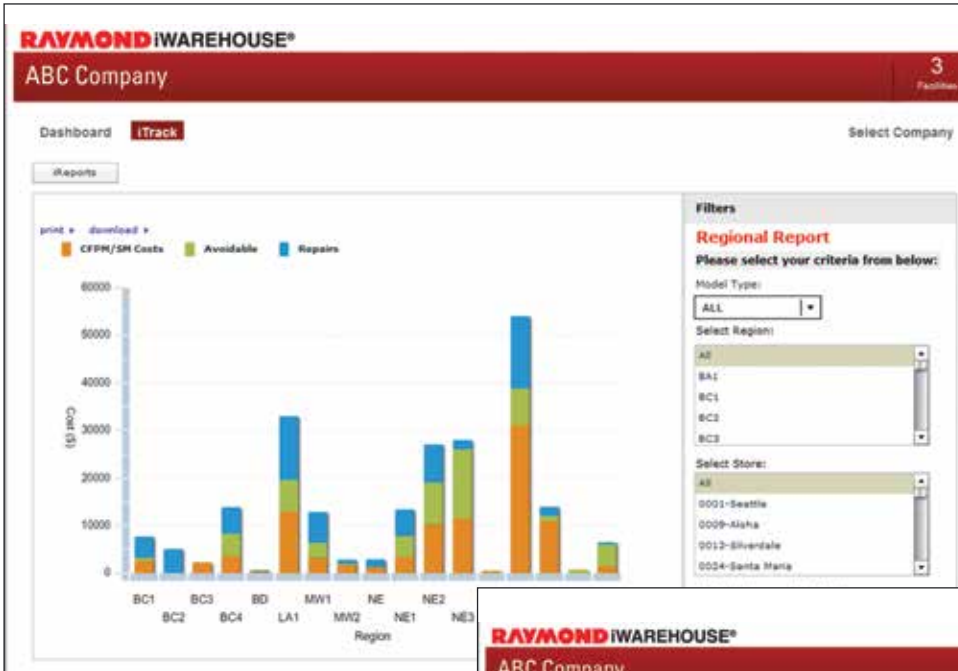 RAYMOND iWAREHOUSE®
ABC Company
3
Facilities
Dashboard
iTrack
Select Company
iReports
print
download
CFPM/SM Costs
Avoidable
Repairs
60000
50000
40000
30000
20000
10000
0
Cost ($)
BC1
BC2
BC3
BC4
BD
LA1
MW1
MW2
NE
NE1
NE2
NE3
Region
Filters
Regional Report
Please select your criteria from below:
Model Type:
ALL
Select Region:
All
BA1
BC1
BC2
BC3
Select Store:
All
0001-Seattle
0009-Aloha
0012-Silverdale
0024-Santa Maria
RAYMOND iWAREHOUSE®
ABC Company